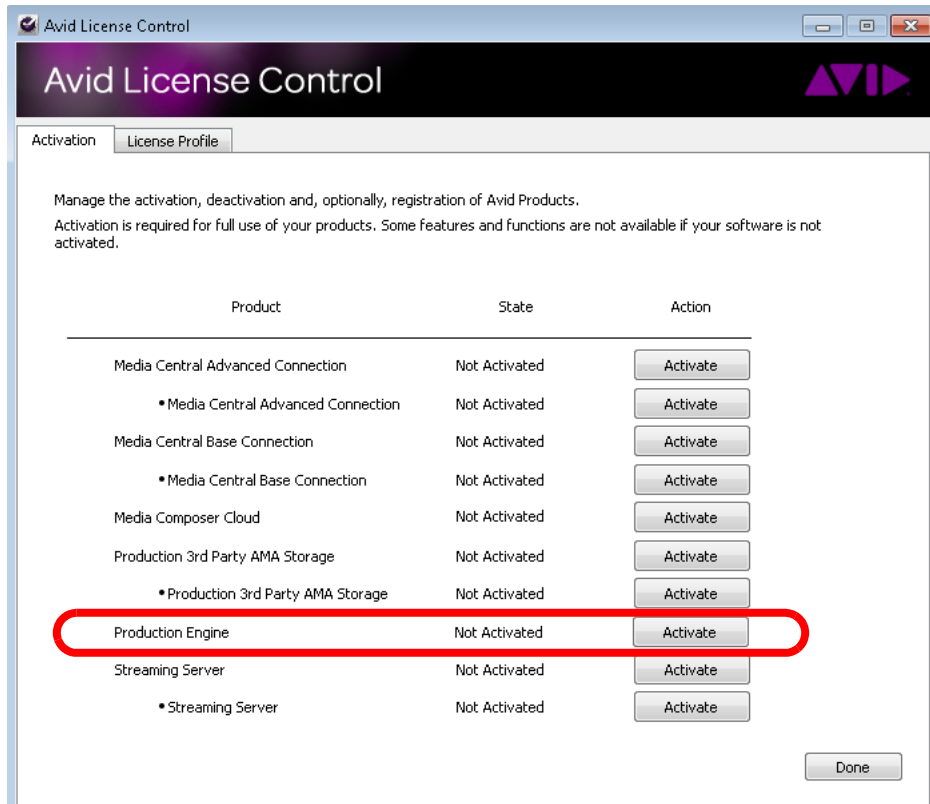 Avid License Control
Avid License Control
AVID
Activation License Profile
Manage the activation, deactivation and, optionally, registration of Avid Products.
Activation is required for full use of your products. Some features and functions are not available if your software is not
activated.
Product State Action
Media Central Advanced Connection Not Activated Activate
• Media Central Advanced Connection Not Activated Activate
Media Central Base Connection Not Activated Activate
• Media Central Base Connection Not Activated Activate
Media Composer Cloud Not Activated Activate
Production 3rd Party AMA Storage Not Activated Activate
• Production 3rd Party AMA Storage Not Activated Activate
Production Engine Not Activated Activate
Streaming Server Not Activated Activate
• Streaming Server Not Activated Activate
Done